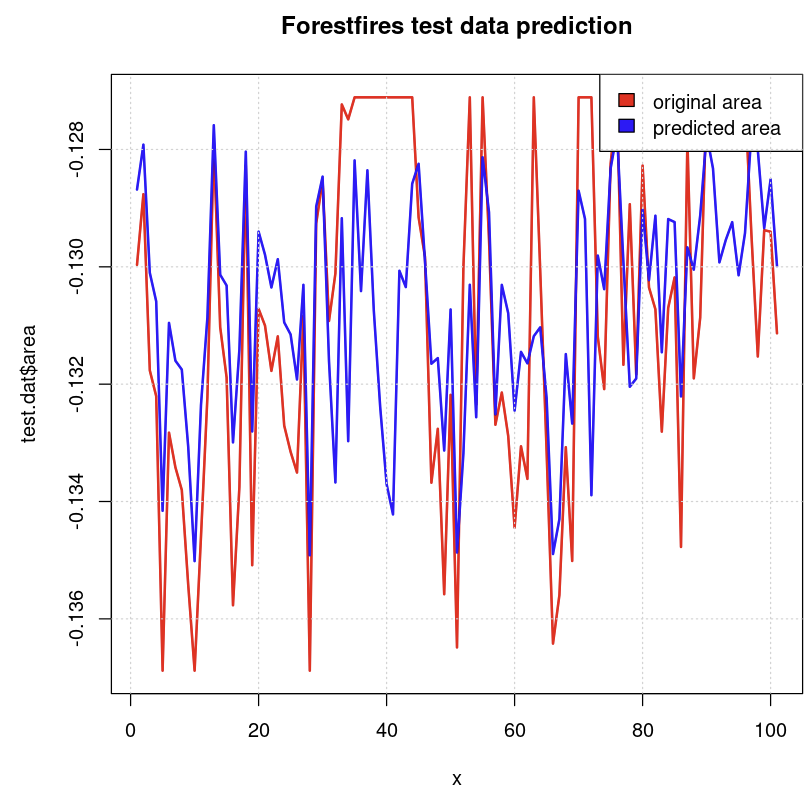 Forestfires test data prediction
original area
predicted area
-0.128
-0.130
-0.132
-0.134
-0.136
test.dat$area
0 20 40 60 80 100
x